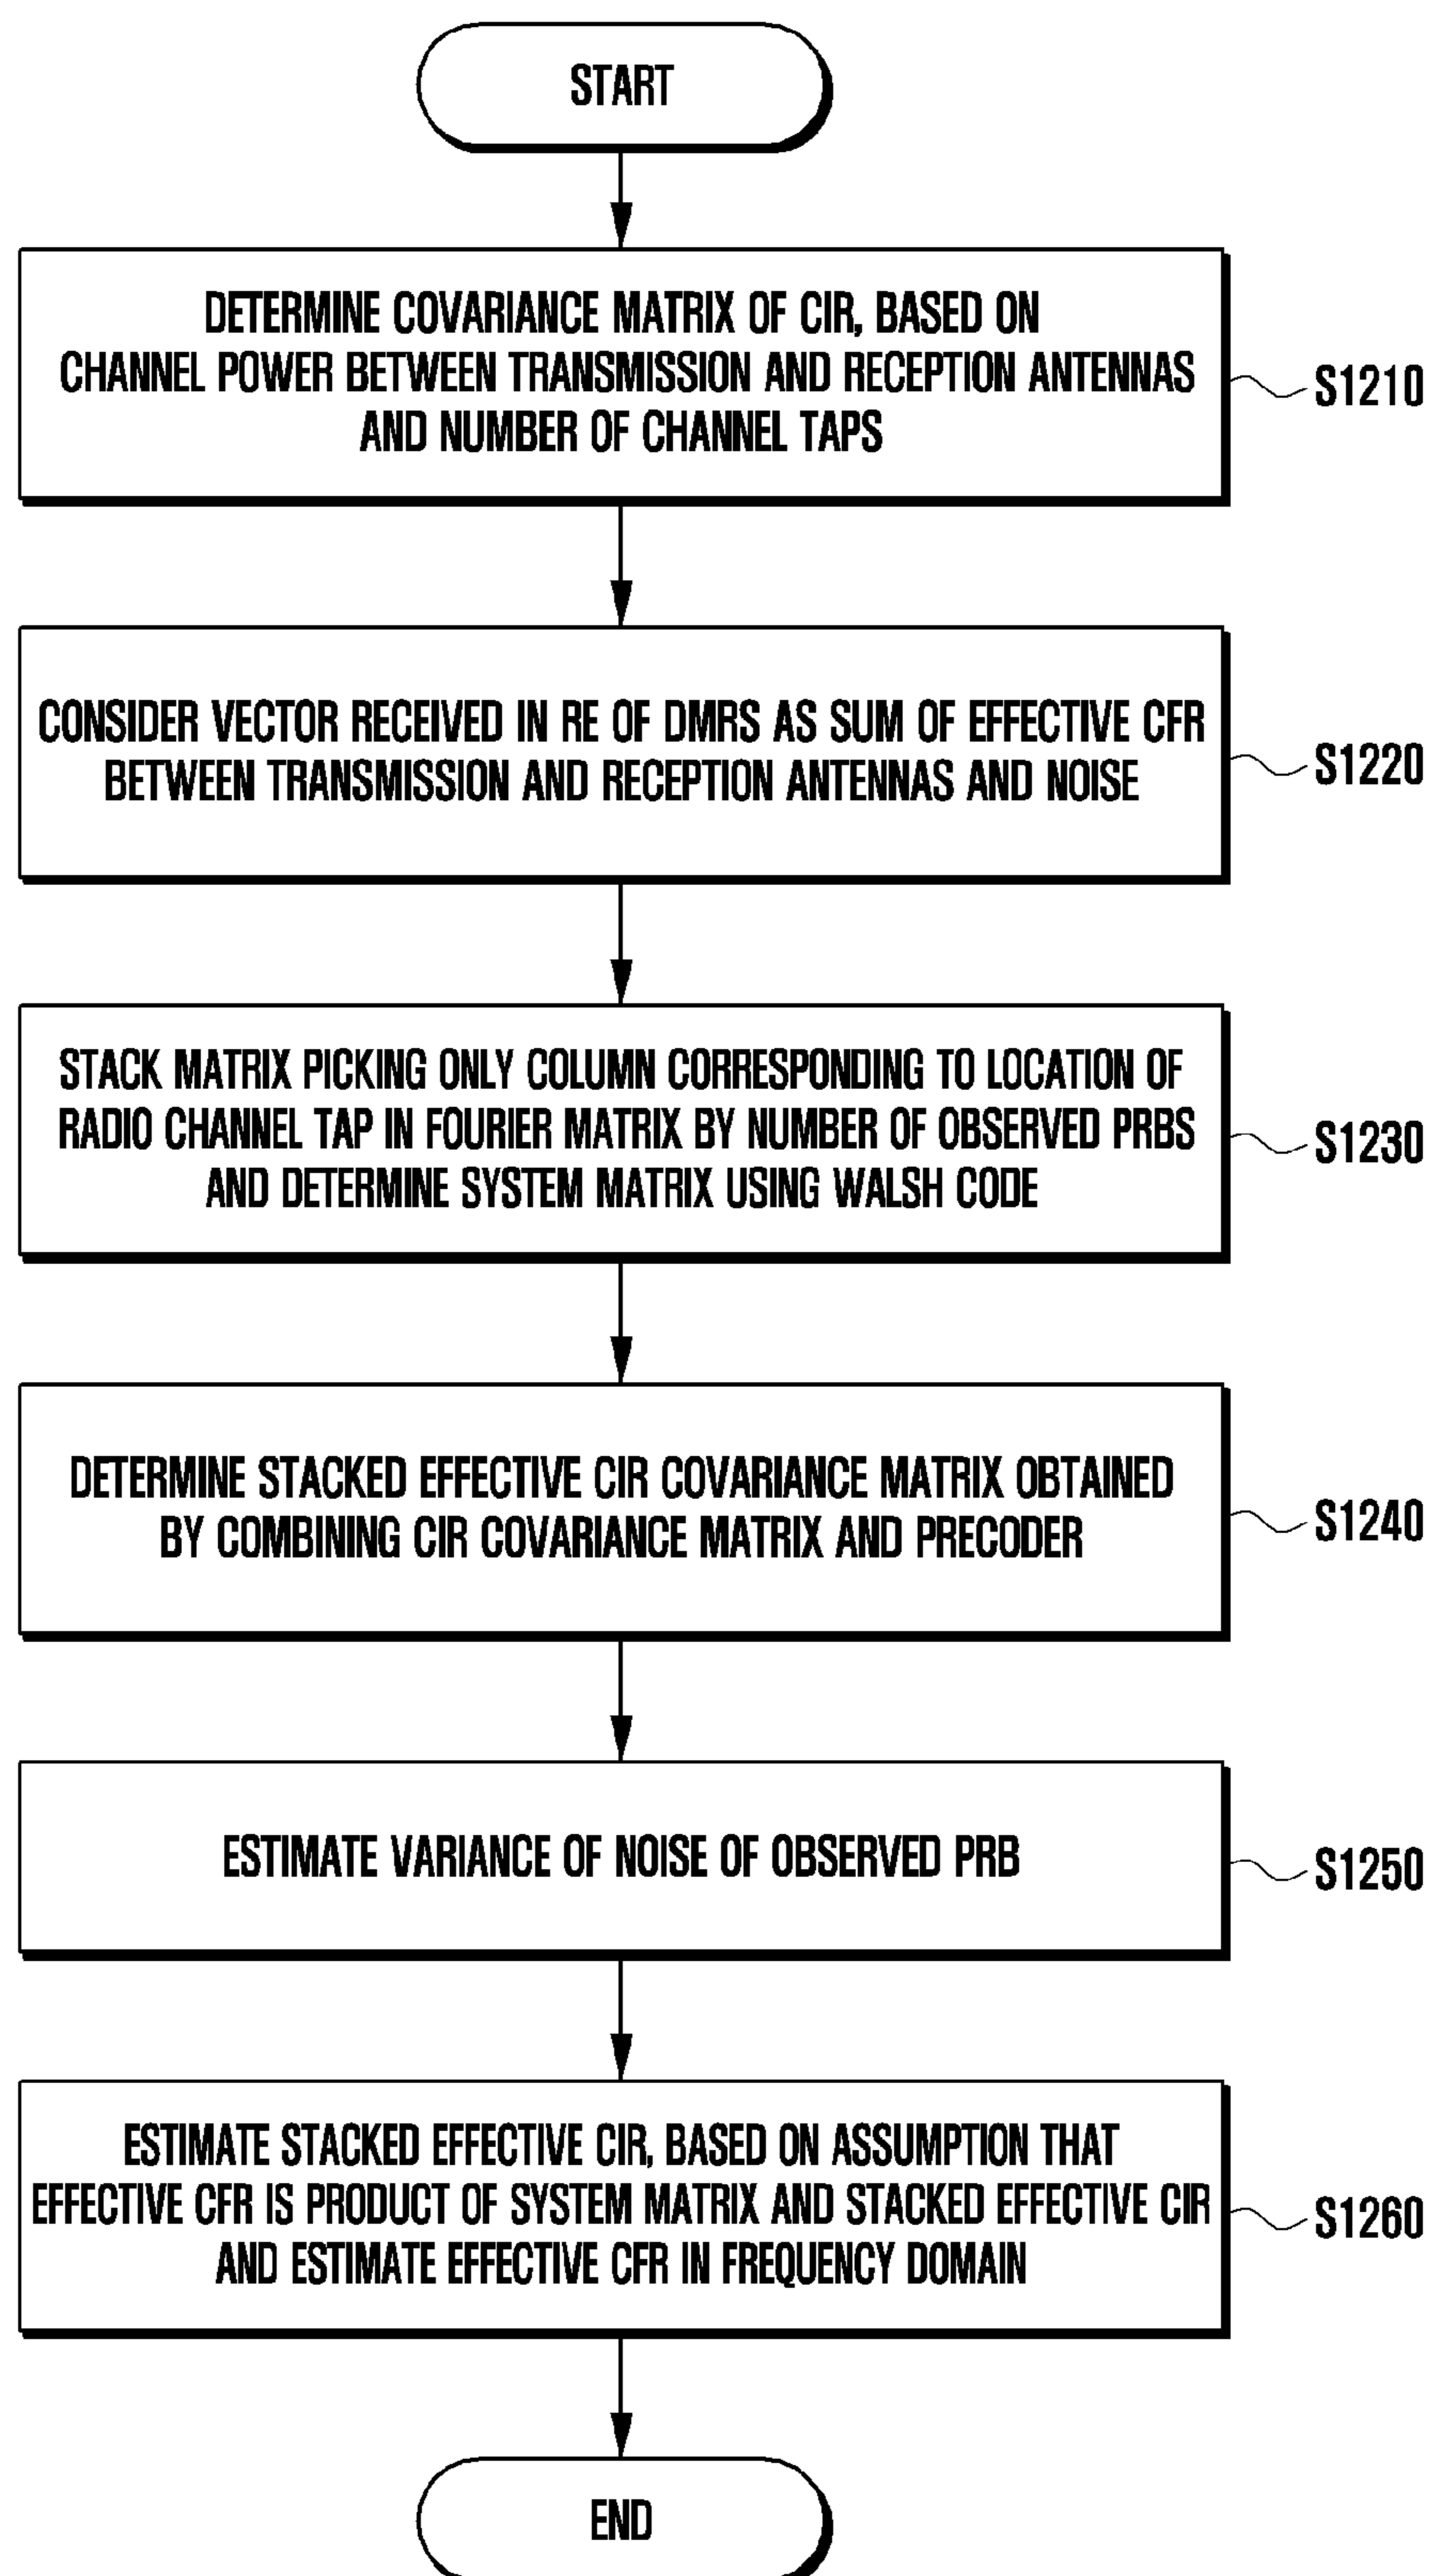 START
DETERMINE COVARIANCE MATRIX OF CIR, BASED ON
CHANNEL POWER BETWEEN TRANSMISSION AND RECEPTION ANTENNAS
AND NUMBER OF CHANNEL TAPS
S1210
CONSIDER VECTOR RECEIVED IN RE OF DMRS AS SUM OF EFFECTIVE CFR
BETWEEN TRANSMISSION AND RECEPTION ANTENNAS AND NOISE
S1220
STACK MATRIX PICKING ONLY COLUMN CORRESPONDING TO LOCATION OF
RADIO CHANNEL TAP IN FOURIER MATRIX BY NUMBER OF OBSERVED PRBS
AND DETERMINE SYSTEM MATRIX USING WALSH CODE
S1230
DETERMINE STACKED EFFECTIVE CIR COVARIANCE MATRIX OBTAINED
BY COMBINING CIR COVARIANCE MATRIX AND PRECODER
S1240
ESTIMATE VARIANCE OF NOISE OF OBSERVED PRB
S1250
ESTIMATE STACKED EFFECTIVE CIR, BASED ON ASSUMPTION THAT
EFFECTIVE CFR IS PRODUCT OF SYSTEM MATRIX AND STACKED EFFECTIVE CIR
AND ESTIMATE EFFECTIVE CFR IN FREQUENCY DOMAIN
S1260
END